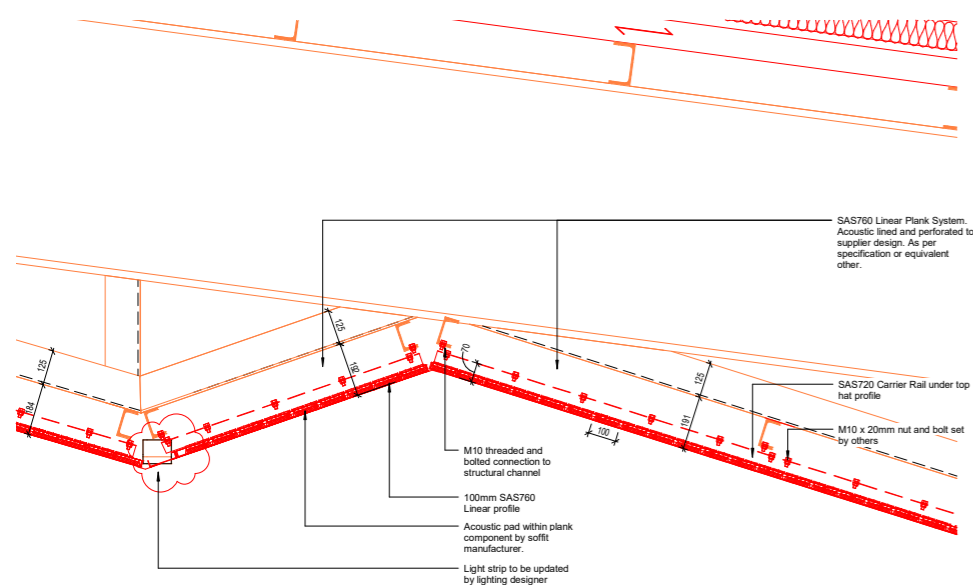 SAS760 Linear Plank System.
Acoustic lined and perforated to
supplier design. As per
specification or equivalent
other.
125
192
70
125
184
125
191
100
SAS720 Carrier Rail under top
hat profile
M10 x 20mm nut and bolt set
by others
M10 threaded and
bolted connection to
structural channel
100mm SAS760
Linear profile
Acoustic pad within plank
component by soffit
manufacturer.
Light strip to be updated
by lighting designer